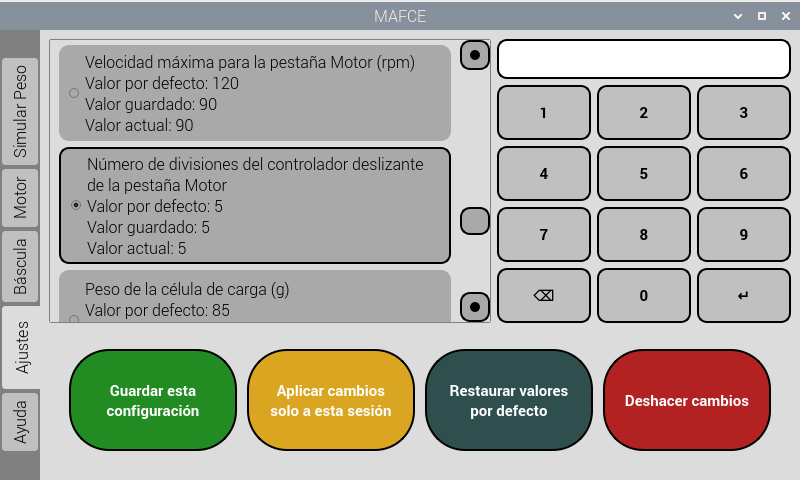 MAFCE
Simular Peso
Motor
Báscula
Ajustes
Ayuda
Velocidad máxima para la pestaña Motor (rpm)
Valor por defecto: 120
Valor guardado: 90
Valor actual: 90
Número de divisiones del controlador deslizante
de la pestaña Motor
Valor por defecto: 5
Valor guardado: 5
Valor actual: 5
Peso de la célula de carga (g)
Valor por defecto: 85
1 2 3
4 5 6
7 8 9
⌫ 0 ↵
Guardar esta
configuración
Aplicar cambios
solo a esta sesión
Restaurar valores
por defecto
Deshacer cambios